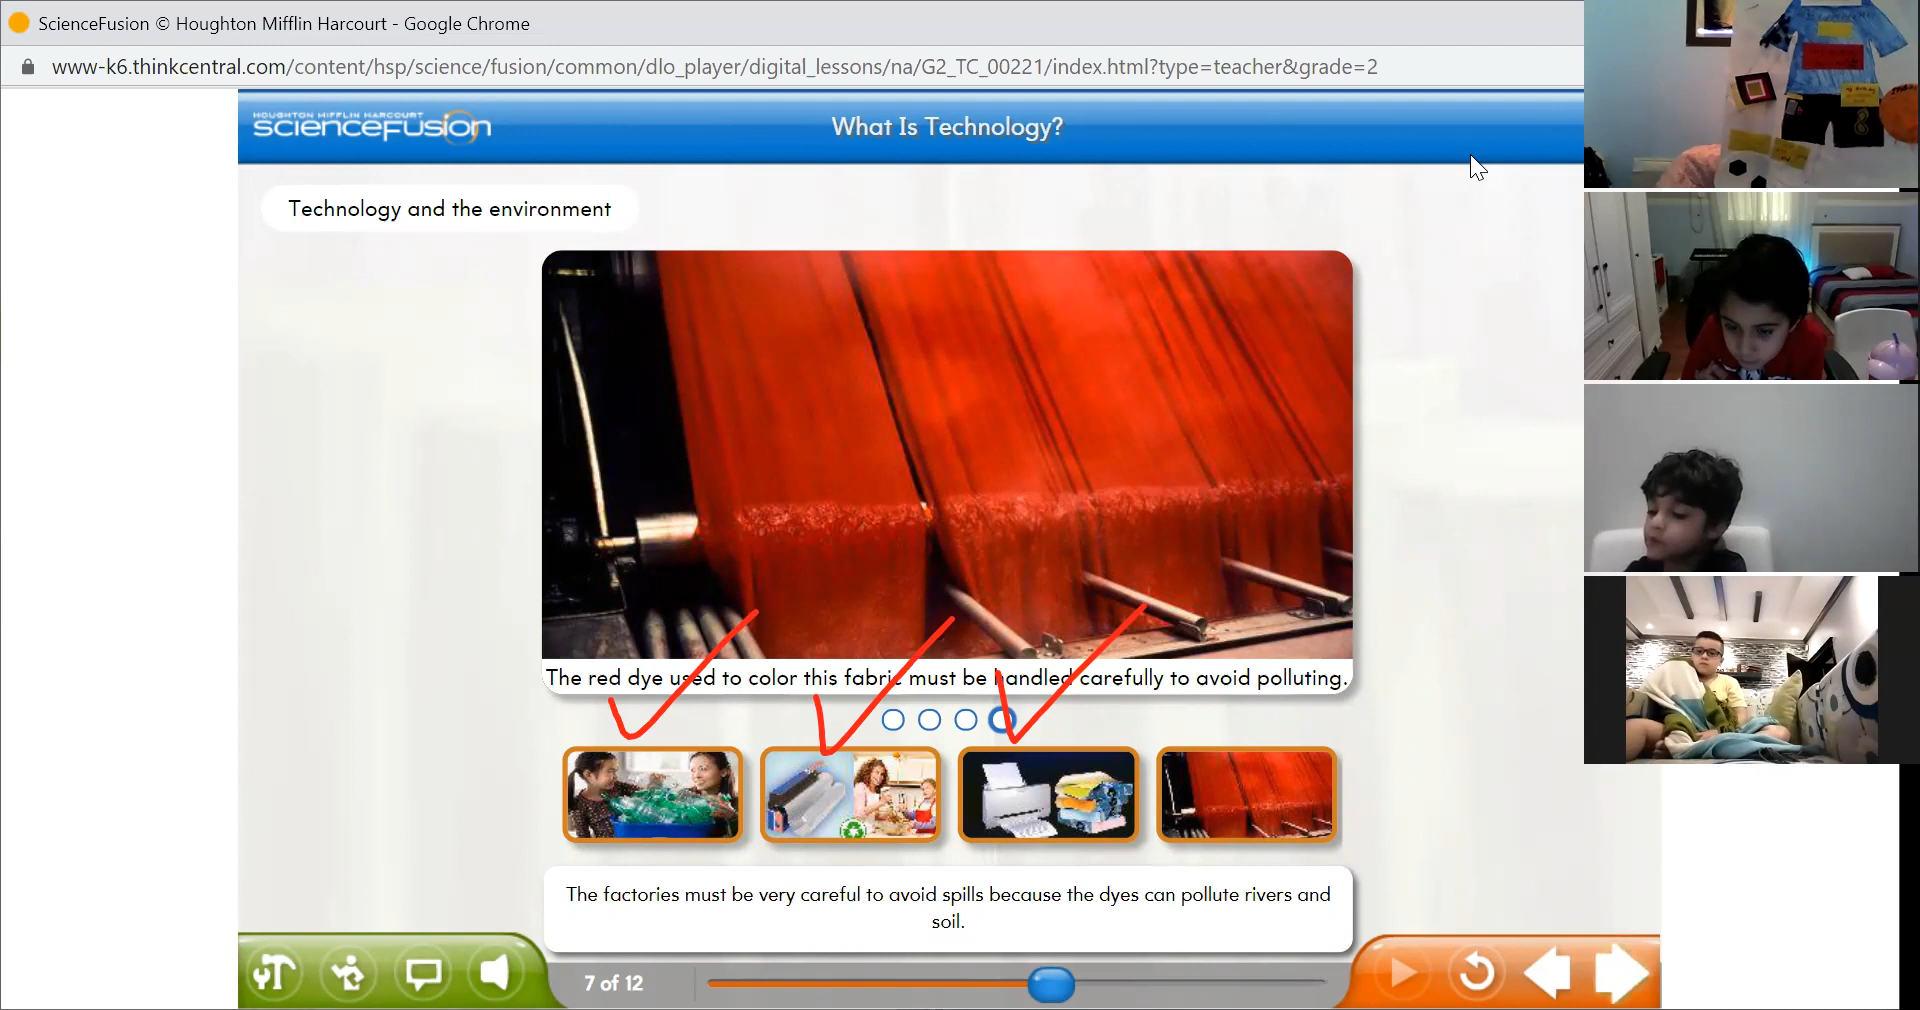 ScienceFusion © Houghton Mifflin Harcourt - Google Chrome
www-k6.thinkcentral.com/content/hsp/science/fusion/common/dlo_player/digital_lessons/na/G2_TC_00221/index.html?type=teacher&grade=2
HOUGHTON MIFFLIN HARCOURT
SCIENCEFUSION
What Is Technology?
Technology and the environment
The red dye used to color this fabric must be handled carefully to avoid polluting.
The factories must be very careful to avoid spills because the dyes can pollute rivers and
soil.
7 of 12